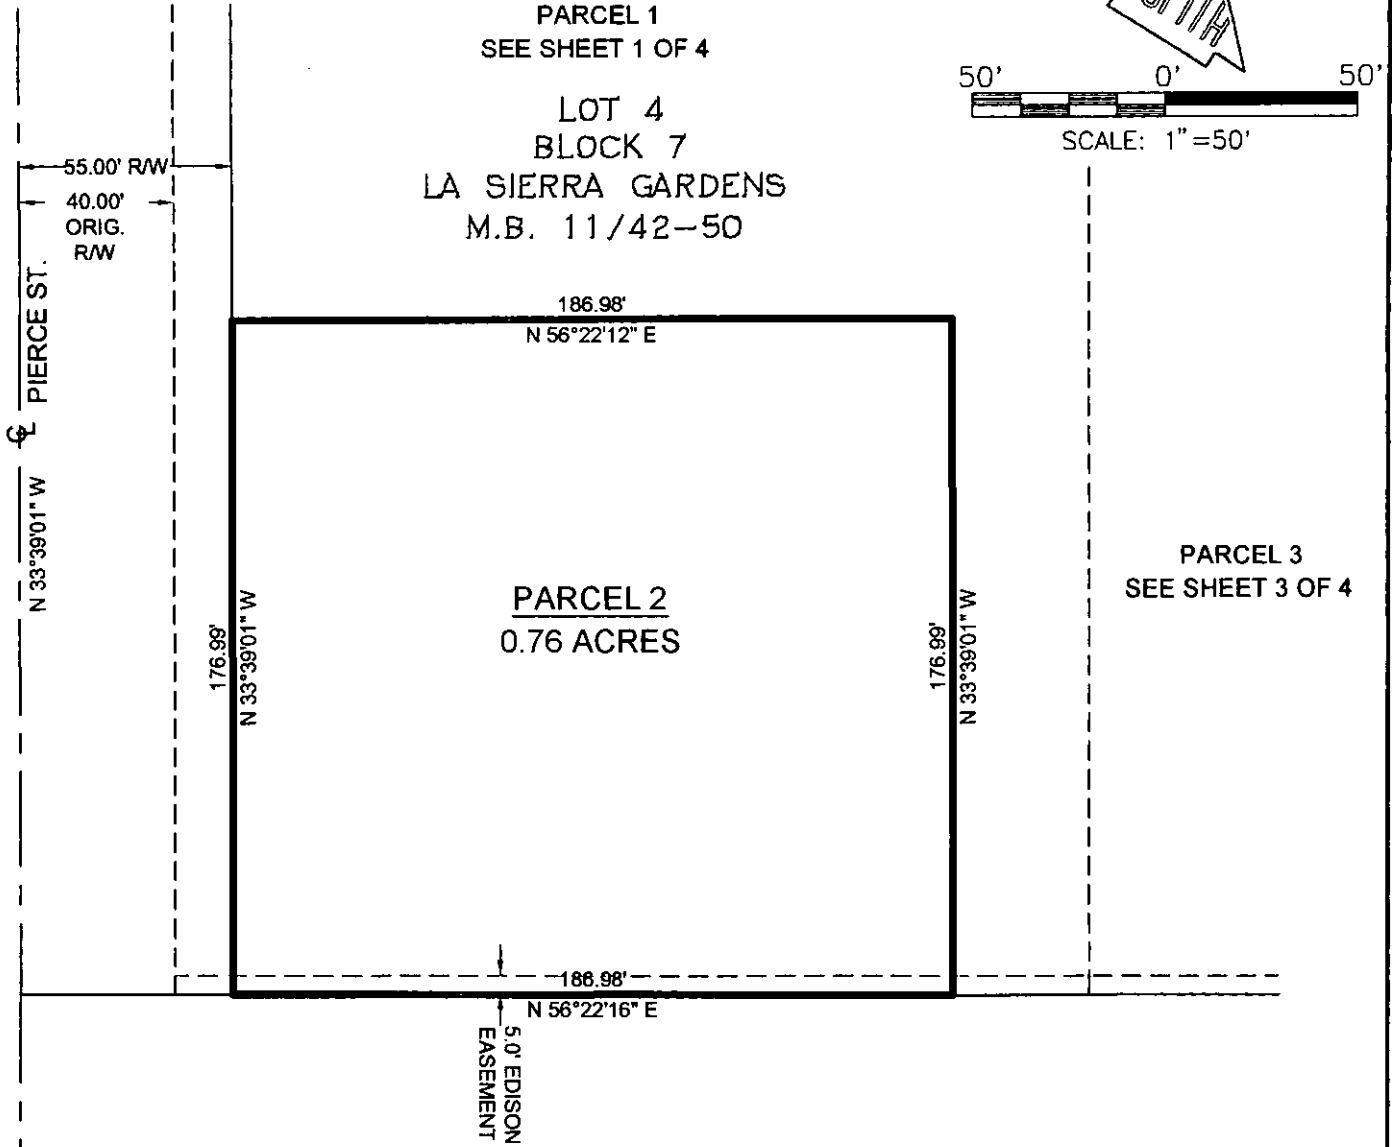 PARCEL 1
SEE SHEET 1 OF 4
50' 0' 50'
SCALE: 1"=50'
LOT 4
BLOCK 7
LA SIERRA GARDENS
M.B. 11/42-50
55.00' R/W
40.00'
ORIG.
R/W
PIERCE ST.
N 33°39'01" W
186.98'
N 56°22'12" E
PARCEL 2
0.76 ACRES
176.99'
N 33°39'01" W
176.99'
N 33°39'01" W
PARCEL 3
SEE SHEET 3 OF 4
186.98'
N 56°22'16" E
5.0' EDISON
EASEMENT